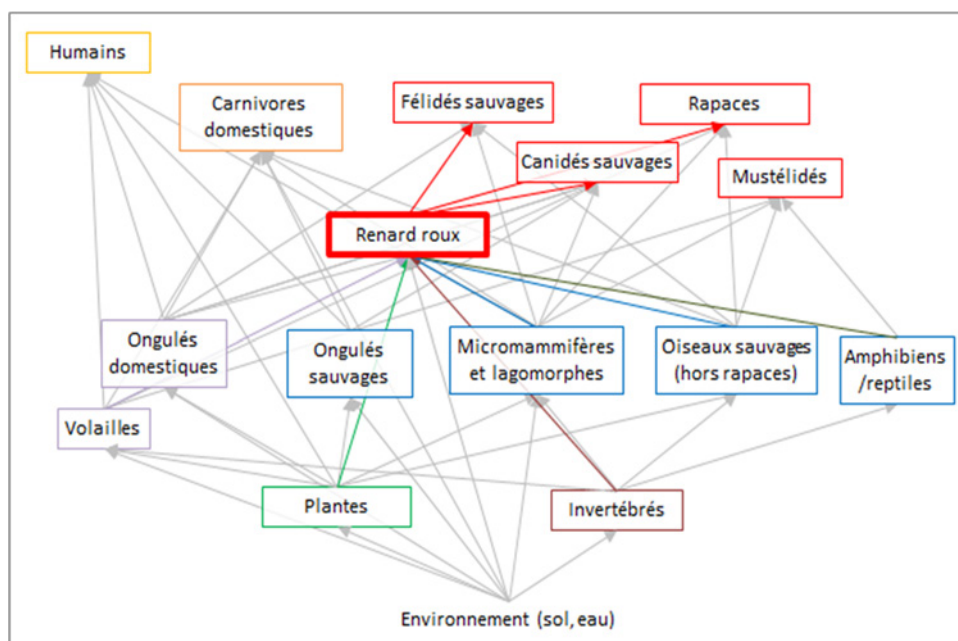 Humains
Carnivores
domestiques
Félidés sauvages
Rapaces
Canidés sauvages
Mustélidés
Renard roux
Ongulés
domestiques
Ongulés
sauvages
Micromammifères
et lagomorphes
Oiseaux sauvages
(hors rapaces)
Amphibiens
/reptiles
Volailles
Plantes
Invertébrés
Environnement (sol, eau)